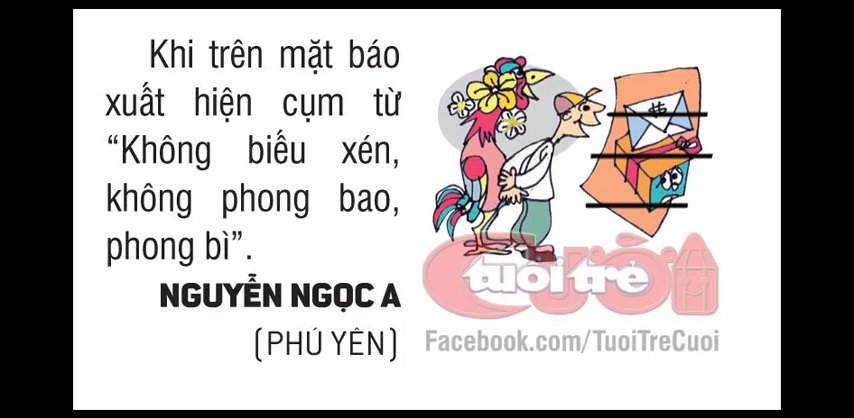 Khi trên mặt báo
xuất hiện cụm từ
“Không biếu xén,
không phong bao,
phong bì”.
NGUYỄN NGỌC A
(PHÚ YÊN)
tuổi trẻ
CƯỜI
Facebook.com/TuoiTreCuoi